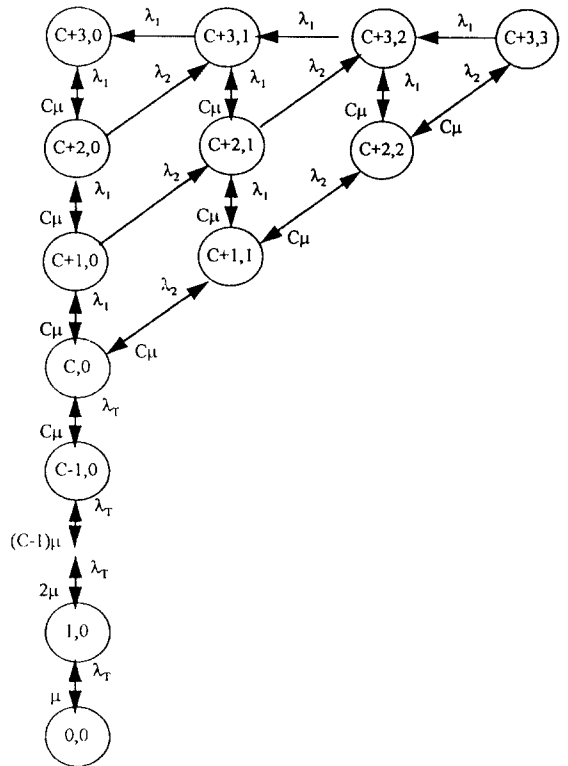 λ₁ λ₁ λ₁
C+3,0 C+3,1 C+3,2 C+3,3
λ₁ λ₂ λ₁ λ₂ λ₁ λ₂
Cμ Cμ Cμ Cμ
C+2,0 C+2,1 C+2,2
λ₁ λ₂ λ₁ λ₂
Cμ Cμ Cμ
C+1,0 C+1,1
λ₁ λ₂
Cμ Cμ
C,0
λT
Cμ
C-1,0
λT
(C-1)μ
λT
2μ
1,0
λT
μ
0,0